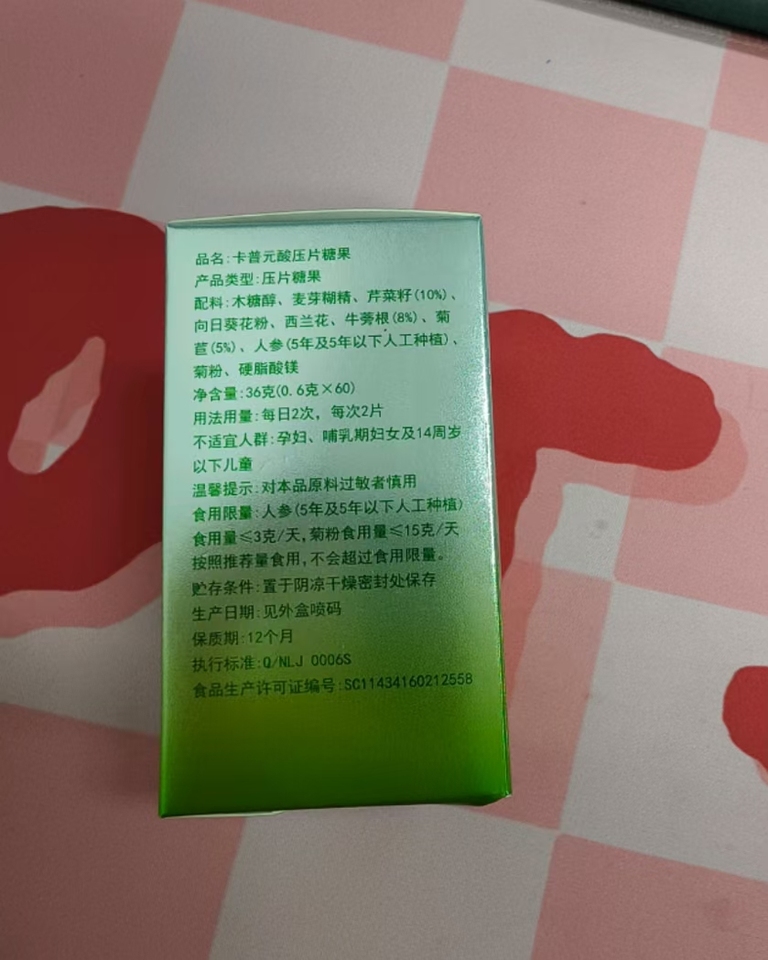 品名:卡普元酸压片糖果
产品类型:压片糖果
配料:木糖醇、麦芽糊精、芹菜籽(10%)、
向日葵花粉、西兰花、牛蒡根(8%)、菊
苣(5%)、人参(5年及5年以下人工种植)、
菊粉、硬脂酸镁
净含量:36克(0.6克×60)
用法用量:每日2次，每次2片
不适宜人群:孕妇、哺乳期妇女及14周岁
以下儿童
温馨提示:对本品原料过敏者慎用
食用限量:人参(5年及5年以下人工种植)
食用量≤3克/天,菊粉食用量≤15克/天
按照推荐量食用,不会超过食用限量。
贮存条件:置于阴凉干燥密封处保存
生产日期:见外盒喷码
保质期:12个月
执行标准:Q/NLJ 0006S
食品生产许可证编号:SC11434160212558